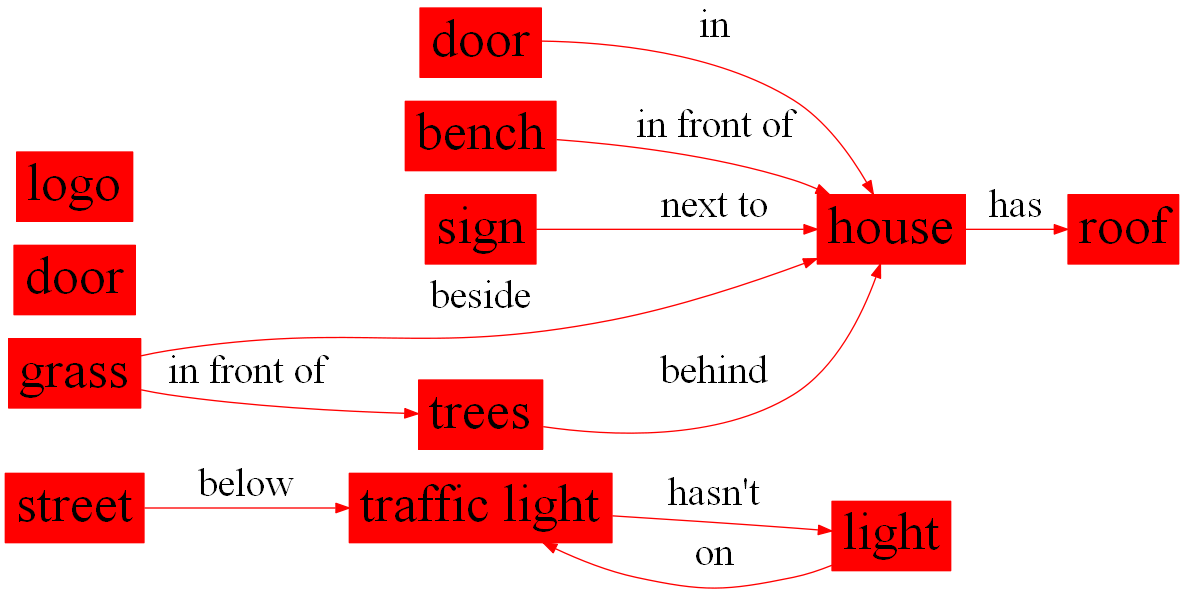 door
in
bench
in front of
logo
sign
next to
house
has
roof
door
beside
grass
in front of
trees
behind
street
below
traffic light
hasn't
light
on